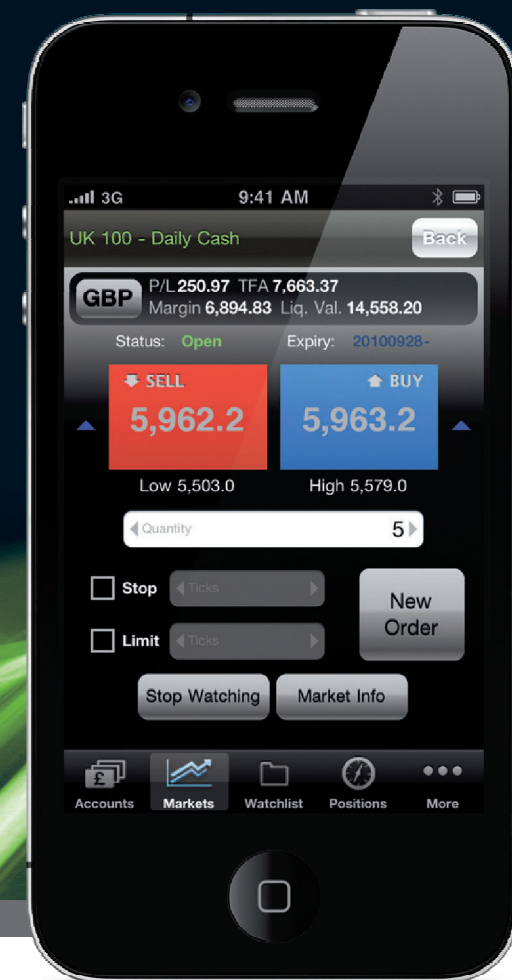 3G 9:41 AM
UK 100 - Daily Cash Back
GBP P/L 250.97 TFA 7,663.37
Margin 6,894.83 Liq. Val. 14,558.20
Status: Open Expiry: 20100928-
SELL BUY
5,962.2 5,963.2
Low 5,503.0 High 5,579.0
Quantity 5
Stop Ticks
New
Order
Limit Ticks
Stop Watching Market Info
£
Accounts Markets Watchlist Positions More